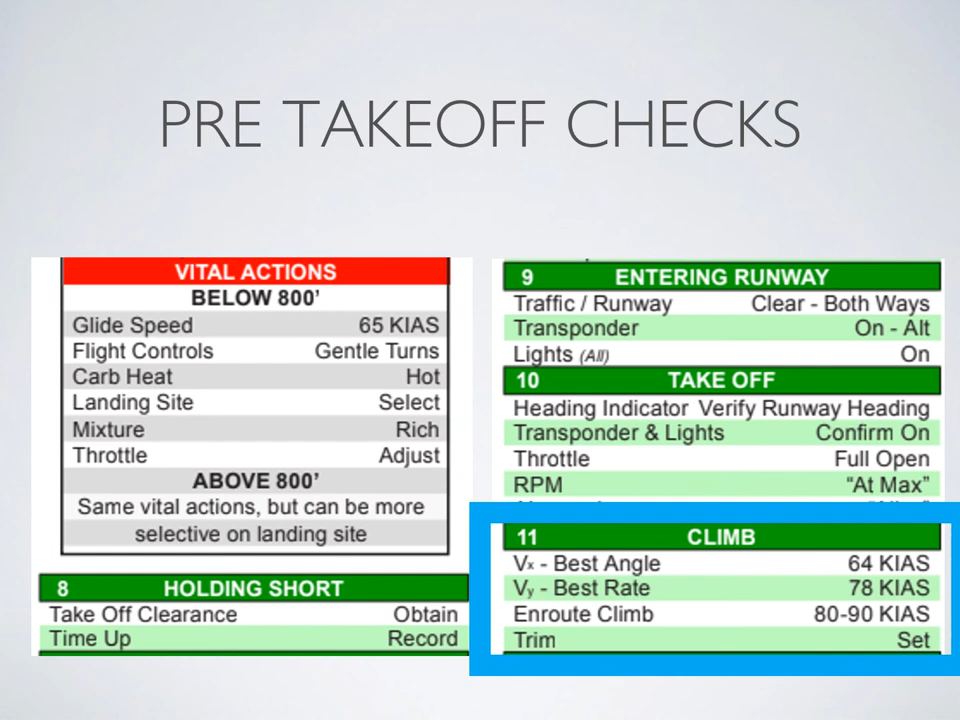 PRE TAKEOFF CHECKS
VITAL ACTIONS
BELOW 800’
Glide Speed 65 KIAS
Flight Controls Gentle Turns
Carb Heat Hot
Landing Site Select
Mixture Rich
Throttle Adjust
ABOVE 800’
Same vital actions, but can be more
selective on landing site
8 HOLDING SHORT
Take Off Clearance Obtain
Time Up Record
9 ENTERING RUNWAY
Traffic / Runway Clear - Both Ways
Transponder On - Alt
Lights (All) On
10 TAKE OFF
Heading Indicator Verify Runway Heading
Transponder & Lights Confirm On
Throttle Full Open
RPM “At Max”
11 CLIMB
Vx - Best Angle 64 KIAS
Vy - Best Rate 78 KIAS
Enroute Climb 80-90 KIAS
Trim Set